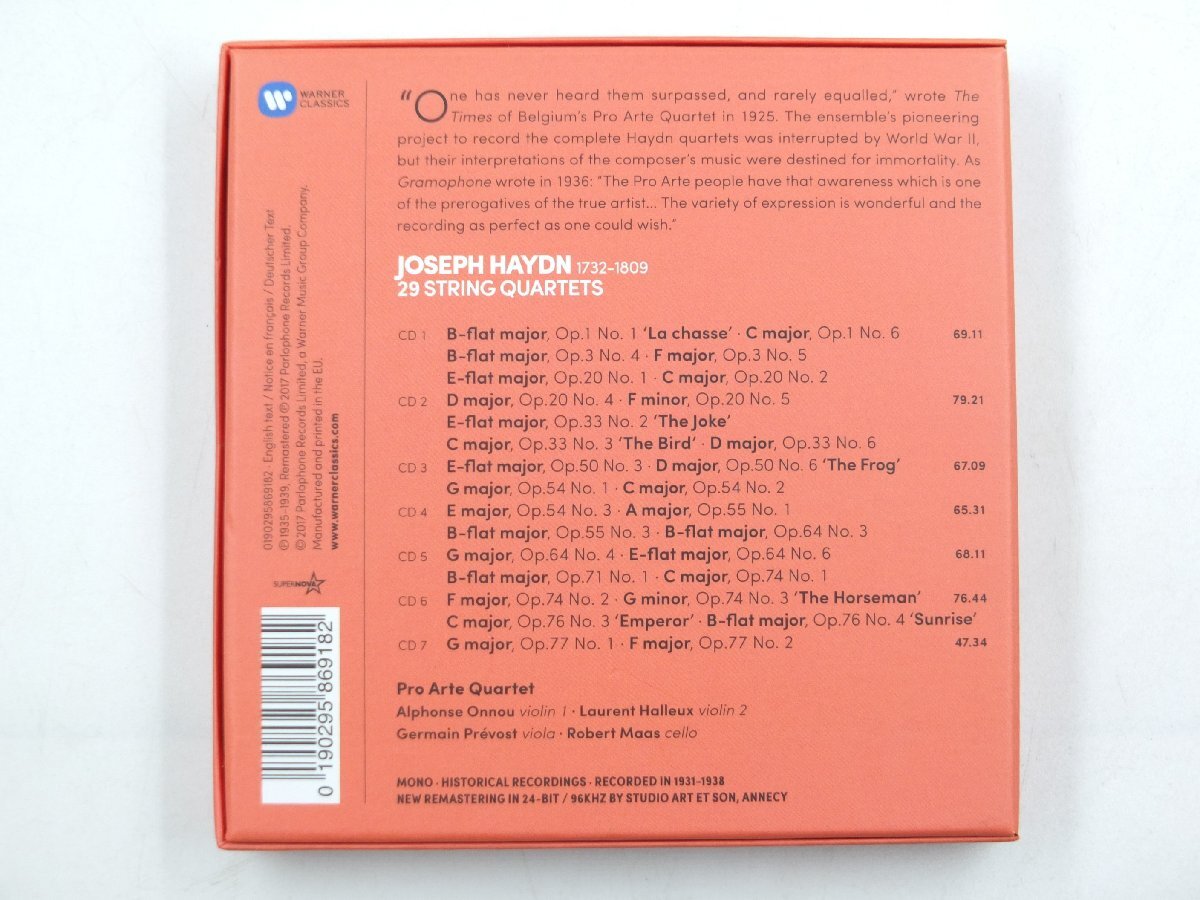 WARNER
CLASSICS
“One has never heard them surpassed, and rarely equalled,” wrote The
Times of Belgium’s Pro Arte Quartet in 1925. The ensemble’s pioneering
project to record the complete Haydn quartets was interrupted by World War II,
but their interpretations of the composer’s music were destined for immortality. As
Gramophone wrote in 1936: “The Pro Arte people have that awareness which is one
of the prerogatives of the true artist... The variety of expression is wonderful and the
recording as perfect as one could wish.”
JOSEPH HAYDN 1732-1809
29 STRING QUARTETS
CD 1 B-flat major, Op.1 No. 1 ‘La chasse’ · C major, Op.1 No. 6 69.11
B-flat major, Op.3 No. 4 · F major, Op.3 No. 5
E-flat major, Op.20 No. 1 · C major, Op.20 No. 2
CD 2 D major, Op.20 No. 4 · F minor, Op.20 No. 5 79.21
E-flat major, Op.33 No. 2 ‘The Joke’
C major, Op.33 No. 3 ‘The Bird’ · D major, Op.33 No. 6
CD 3 E-flat major, Op.50 No. 3 · D major, Op.50 No. 6 ‘The Frog’ 67.09
G major, Op.54 No. 1 · C major, Op.54 No. 2
CD 4 E major, Op.54 No. 3 · A major, Op.55 No. 1 65.31
B-flat major, Op.55 No. 3 · B-flat major, Op.64 No. 3
CD 5 G major, Op.64 No. 4 · E-flat major, Op.64 No. 6 68.11
B-flat major, Op.71 No. 1 · C major, Op.74 No. 1
CD 6 F major, Op.74 No. 2 · G minor, Op.74 No. 3 ‘The Horseman’ 76.44
C major, Op.76 No. 3 ‘Emperor’ · B-flat major, Op.76 No. 4 ‘Sunrise’
CD 7 G major, Op.77 No. 1 · F major, Op.77 No. 2 47.34
Pro Arte Quartet
Alphonse Onnou violin 1 · Laurent Halleux violin 2
Germain Prévost viola · Robert Maas cello
MONO · HISTORICAL RECORDINGS · RECORDED IN 1931-1938
NEW REMASTERING IN 24-BIT / 96KHZ BY STUDIO ART ET SON, ANNECY
0190295869182 · English text / Notice en français / Deutscher Text
℗ 1935-1939, Remastered ℗ 2017 Parlophone Records Limited.
© 2017 Parlophone Records Limited, a Warner Music Group Company.
Manufactured and printed in the EU.
www.warnerclassics.com
SUPERNOVA
0 190295 869182